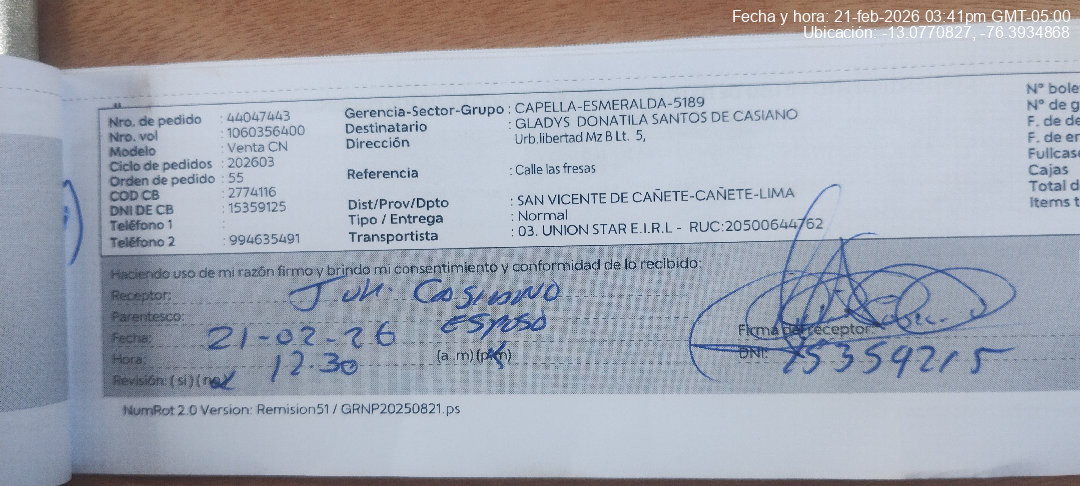 Fecha y hora: 21-feb-2026 03:41pm GMT-05:00
Ubicación: -13.0770827, -76.3934868
Nro. de pedido : 44047443
Nro. vol : 1060356400
Modelo : Venta CN
Ciclo de pedidos : 202603
Orden de pedido : 55
COD CB : 2774116
DNI DE CB : 15359125
Teléfono 1 :
Teléfono 2 : 994635491
Gerencia-Sector-Grupo : CAPELLA-ESMERALDA-5189
Destinatario : GLADYS DONATILA SANTOS DE CASIANO
Dirección Urb.libertad Mz B Lt. 5,
Referencia : Calle las fresas
Dist/Prov/Dpto : SAN VICENTE DE CAÑETE-CAÑETE-LIMA
Tipo / Entrega : Normal
Transportista : 03. UNION STAR E.I.R.L - RUC:20500644762
N° bole
N° de g
F. de de
F. de en
Fullcase
Cajas
Total d
Items t
Haciendo uso de mi razón firmo y brindo mi consentimiento y conformidad de lo recibido:
Receptor: CASIANO
Parentesco: ESPOSO
Fecha: 21-02-26
Hora: 12.30 (a.m)(p.m)
Revisión: (si)(no)
Firma del receptor
DNI: 15359215
NumRot 2.0 Version: Remision51 / GRNP20250821.ps